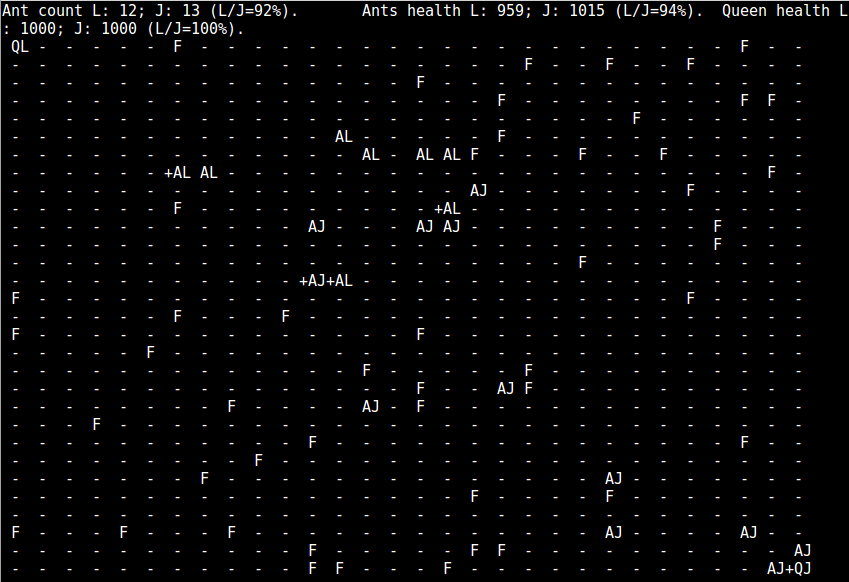 Ant count L: 12; J: 13 (L/J=92%).       Ants health L: 959; J: 1015 (L/J=94%).  Queen health L
: 1000; J: 1000 (L/J=100%).
QL - - - - - F - - - - - - - - - - - - - - - - - - - - F - -
- - - - - - - - - - - - - - - - - - - F - - F - - F - - - -
- - - - - - - - - - - - - - - F - - - - - - - - - - - - - -
- - - - - - - - - - - - - - - - - - F - - - - - - - - F F -
- - - - - - - - - - - - - - - - - - - - - - - F - - - - - -
- - - - - - - - - - - - AL - - - - - F - - - - - - - - - - -
- - - - - - - - - - - - - AL - AL AL F - - - F - - F - - - - -
- - - - - - +AL AL - - - - - - - - - - - - - - - - - - - - F -
- - - - - - - - - - - - - - - - - AJ - - - - - - - F - - - -
- - - - - - F - - - - - - - - - +AL - - - - - - - - - - - - -
- - - - - - - - - - - AJ - - - AJ AJ - - - - - - - - - F - - -
- - - - - - - - - - - - - - - - - - - - - - - - - - F - - -
- - - - - - - - - - - - - - - - - - - - - F - - - - - - - -
- - - - - - - - - - - +AJ+AL - - - - - - - - - - - - - - - - -
F - - - - - - - - - - - - - - - - - - - - - - - - F - - - -
- - - - - - F - - - F - - - - - - - - - - - - - - - - - - -
F - - - - - - - - - - - - - - F - - - - - - - - - - - - - -
- - - - - F - - - - - - - - - - - - - - - - - - - - - - - -
- - - - - - - - - - - - - F - - - - - F - - - - - - - - - -
- - - - - - - - - - - - - - - F - - AJ F - - - - - - - - - -
- - - - - - - - F - - - - AJ - F - - - - - - - - - - - - - -
- - - F - - - - - - - - - - - - - - - - - - - - - - - - - -
- - - - - - - - - - - F - - - - - - - - - - - - - - - F - -
- - - - - - - - - F - - - - - - - - - - - - - - - - - - - -
- - - - - - - F - - - - - - - - - - - - - - AJ - - - - - - -
- - - - - - - - - - - - - - - - - F - - - - F - - - - - - -
- - - - - - - - - - - - - - - - - - - - - - - - - - - - - -
F - - - F - - - F - - - - - - - - - - - - - AJ - - - - AJ - -
- - - - - - - - - - - F - - - - - F F - - - - - - - - - - AJ
- - - - - - - - - - - F F - - - F - - - - - - - - - - - AJ+QJ